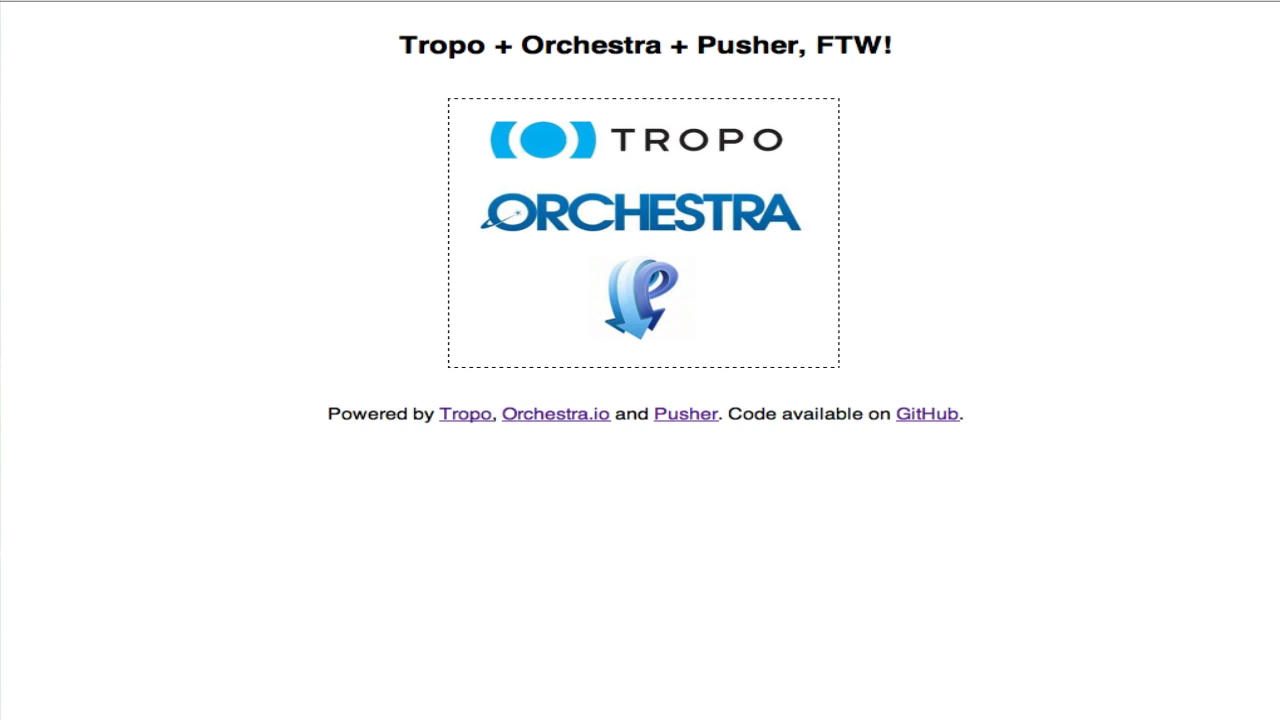 Tropo + Orchestra + Pusher, FTW!
TROPO
ORCHESTRA
Powered by Tropo, Orchestra.io and Pusher. Code available on GitHub.